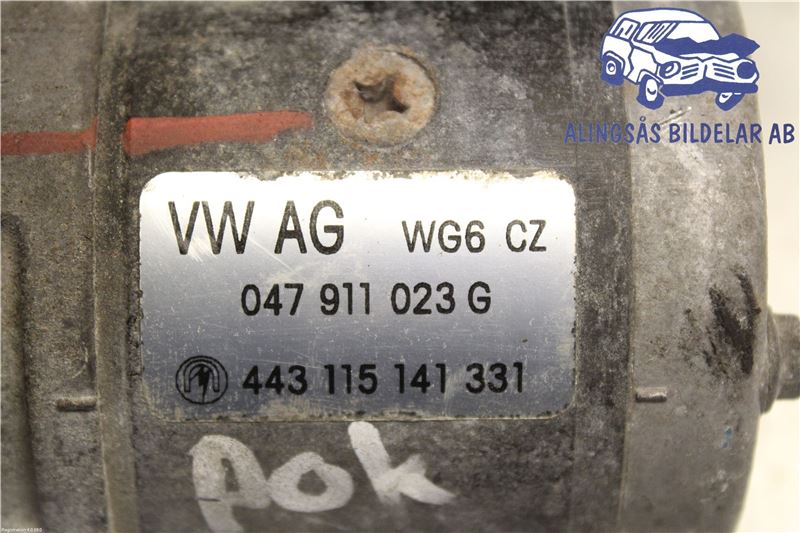 ALINGSÅS BILDELAR AB
VW AG WG6 CZ
047 911 023 G
443 115 141 331
AOK